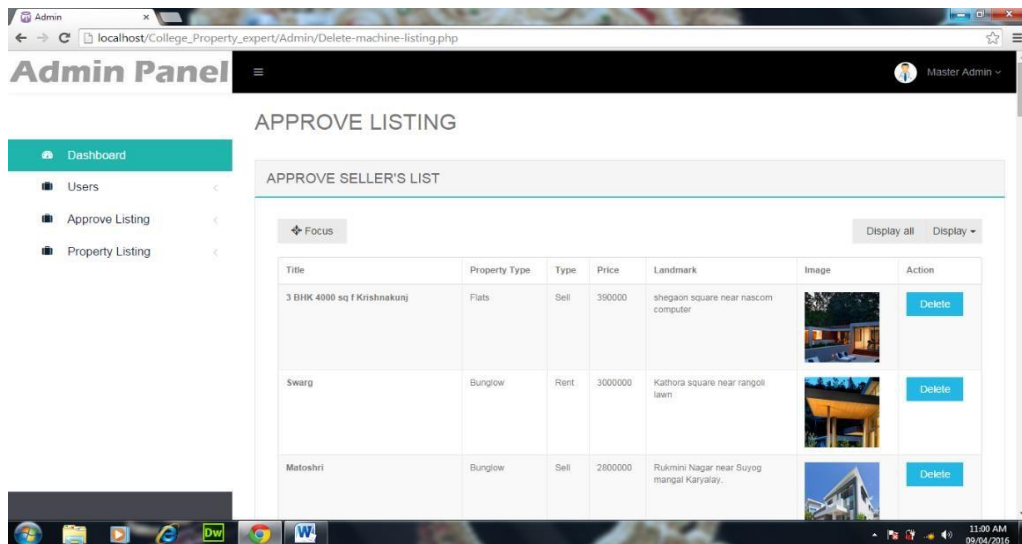 Admin
localhost/College_Property_expert/Admin/Delete-machine-listing.php
Admin Panel
Master Admin
APPROVE LISTING
Dashboard
Users
Approve Listing
Property Listing
APPROVE SELLER'S LIST
Focus
Display all Display
Title Property Type Type Price Landmark Image Action
3 BHK 4000 sq f Krishnakunj Flats Sell 390000 shegaon square near nascom Delete
computer
Swarg Bunglow Rent 3000000 Kathora square near rangoli Delete
lawn
Matoshri Bunglow Sell 2800000 Rukmini Nagar near Suyog Delete
mangal Karyalay.
Dw W
11:00 AM
09/04/2016